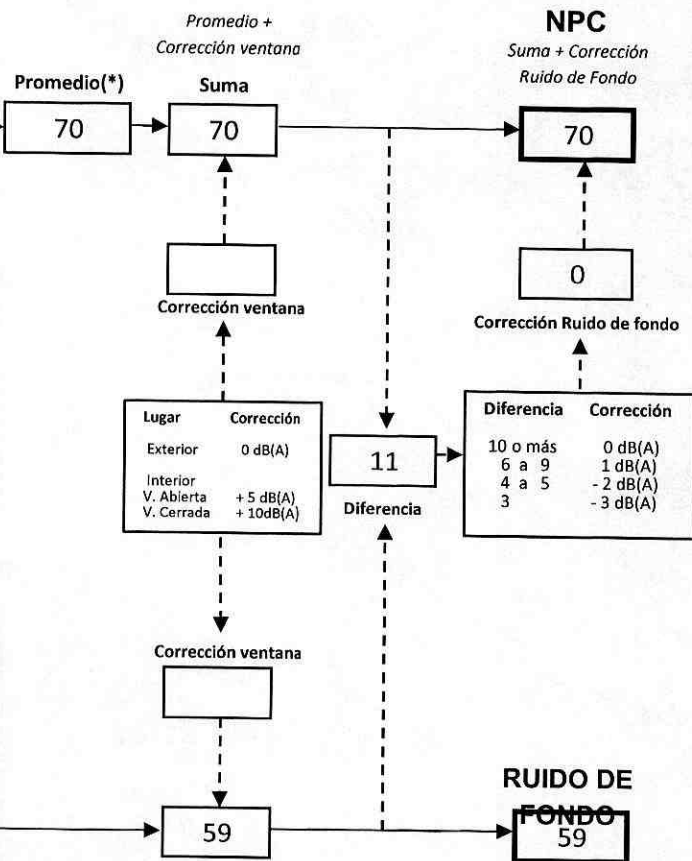 Promedio +
Corrección ventana
NPC
Suma + Corrección
Ruido de Fondo
Promedio(*)
Suma
70
70
70
0
Corrección ventana
Corrección Ruido de fondo
Lugar Corrección
Exterior 0 dB(A)
Interior
V. Abierta + 5 dB(A)
V. Cerrada + 10dB(A)
11
Diferencia
Diferencia Corrección
10 o más 0 dB(A)
6 a 9 1 dB(A)
4 a 5 - 2 dB(A)
3 - 3 dB(A)
Corrección ventana
RUIDO DE
FONDO
59
59